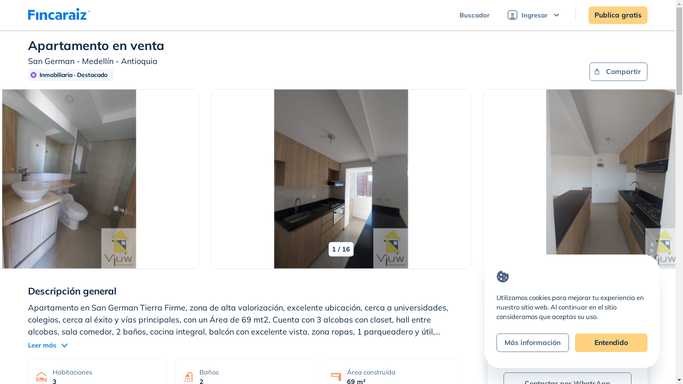 Fincaraiz
Buscador
Ingresar
Publica gratis
Apartamento en venta
San German - Medellín - Antioquia
Inmobiliaria - Destacado
Compartir
1 / 16
Vjuw
Vjuw
Vjuw
Descripción general
Apartamento en San German Tierra Firme, zona de alta valorización, excelente ubicación, cerca a universidades,
colegios, cerca al éxito y vías principales, con un Área de 69 mt2, Cuenta con 3 alcobas con closet, hall entre
alcobas, sala comedor, 2 baños, cocina integral, balcón con excelente vista, zona ropas, 1 parqueadero y útil,...
Leer más
Habitaciones
3
Baños
2
Área construida
69 m²
Utilizamos cookies para mejorar tu experiencia en
nuestro sitio web. Al continuar en el sitio
consideramos que aceptas su uso.
Más información
Entendido
Contactar por WhatsApp